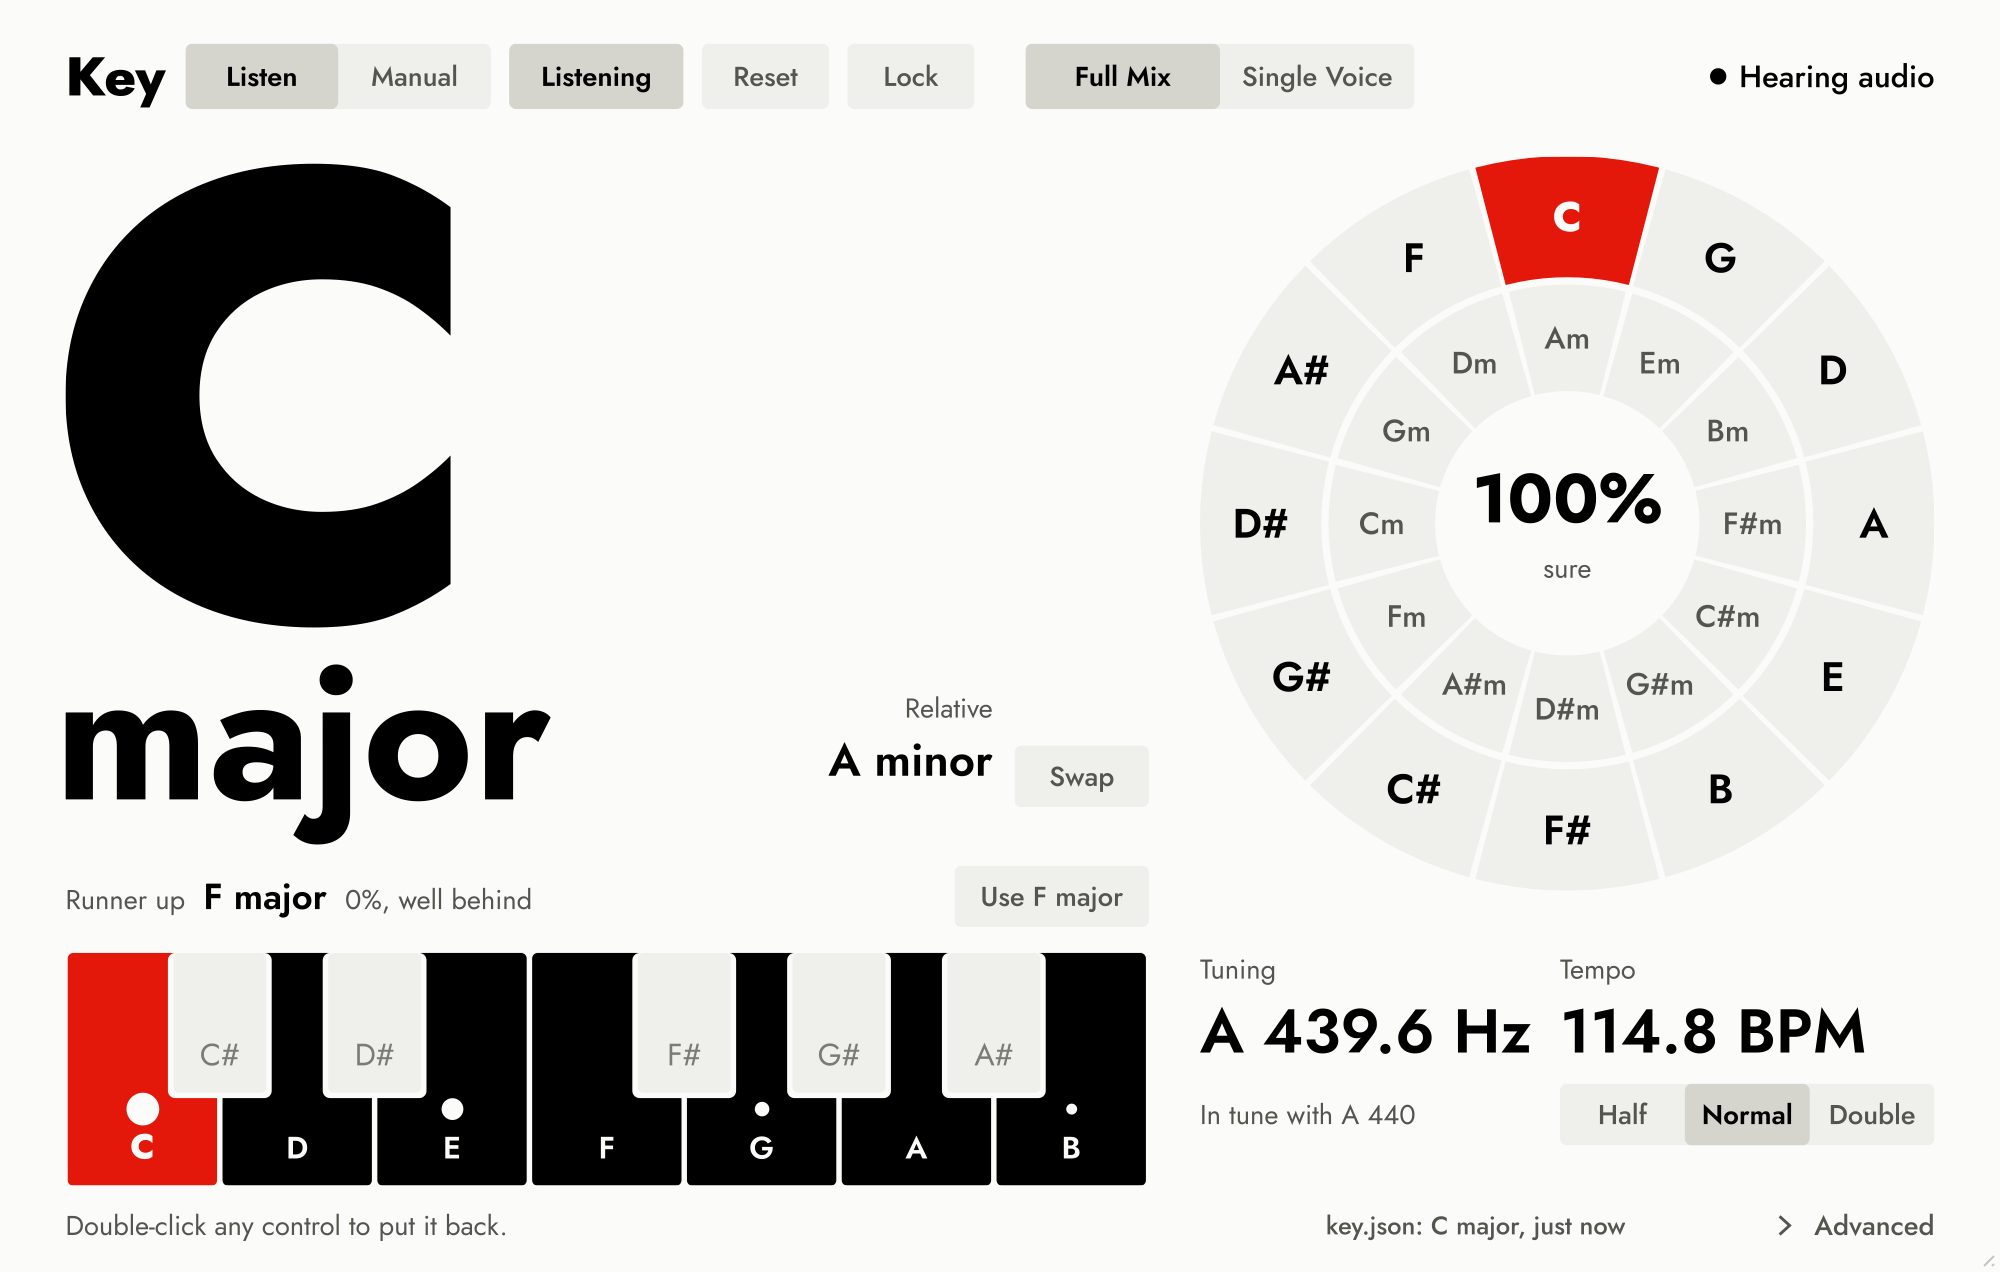 Key Listen Manual Listening Reset Lock Full Mix Single Voice Hearing audio
C
major
Relative
A minor Swap
Runner up F major 0%, well behind Use F major
C# D# F# G# A#
C D E F G A B
Double-click any control to put it back.
C
F G
A# D
D# A
G# E
C# B
F#
Am
Dm Em
Gm Bm
Cm F#m
Fm C#m
A#m G#m
D#m
100%
sure
Tuning Tempo
A 439.6 Hz 114.8 BPM
In tune with A 440 Half Normal Double
key.json: C major, just now Advanced